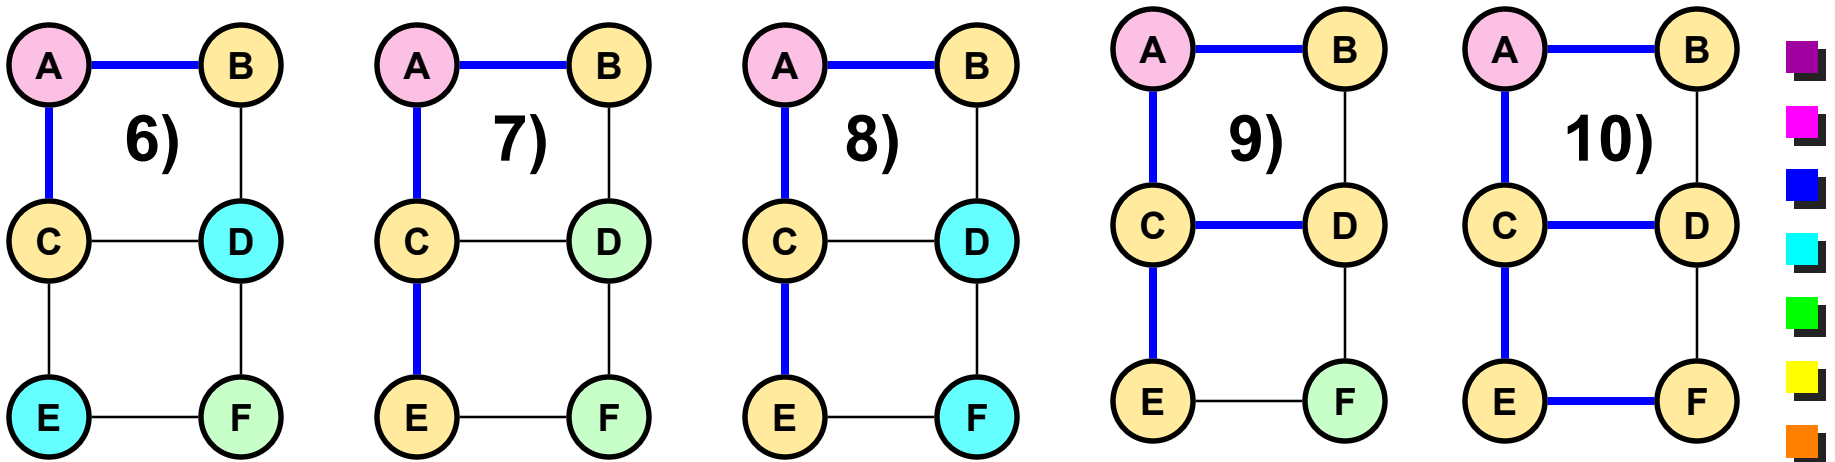 A B A B A B A B A B
6) 7) 8) 9) 10)
C D C D C D C D C D
E F E F E F E F E F